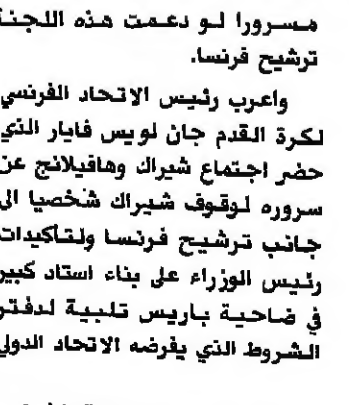 مسرورا لو دعمت هذه اللجنة
ترشيح فرنسا.
واعرب رئيس الاتحاد الفرنسي
لكرة القدم جان لويس فايار الذي
حضر اجتماع شيراك وهافيلانج عن
سروره لوقوف شيراك شخصيا الى
جانب ترشيح فرنسا ولتأكيدات
رئيس الوزراء على بناء استاد كبير
في ضاحية باريس تلبية لدفتر
الشروط الذي يفرضه الاتحاد الدولي